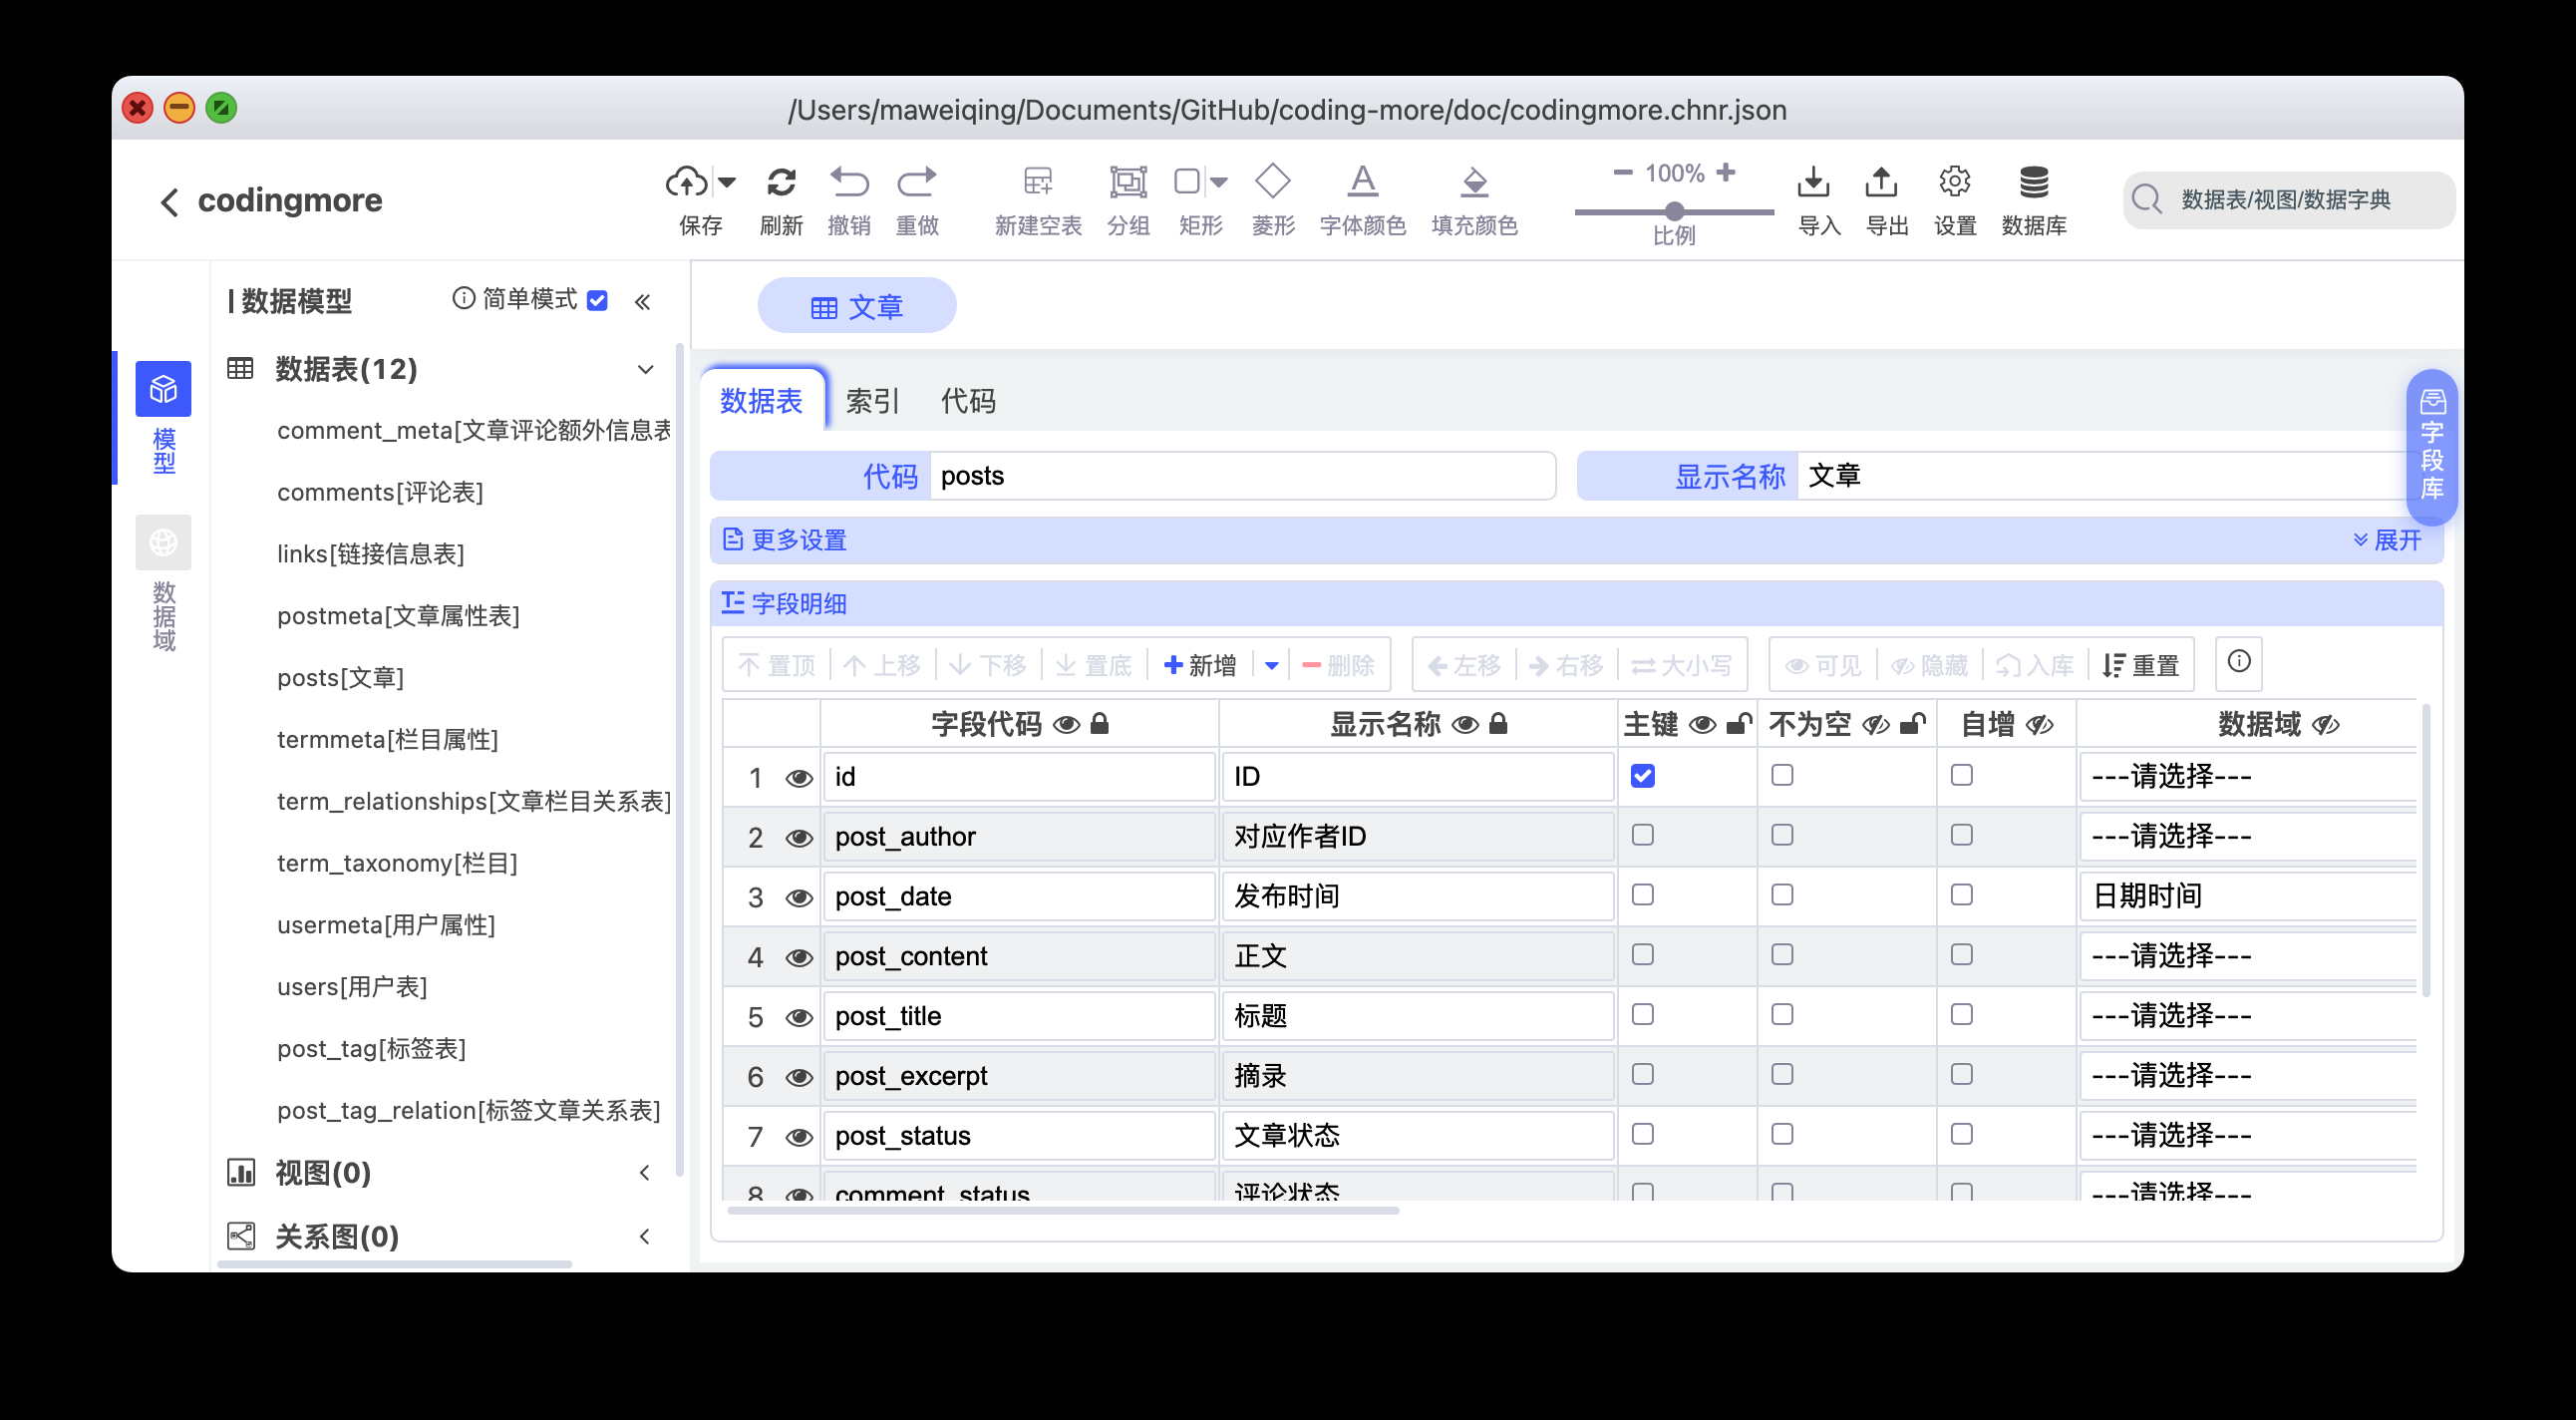 /Users/maweiqing/Documents/GitHub/coding-more/doc/codingmore.chnr.json
codingmore
保存 刷新 撤销 重做 新建空表 分组 矩形 菱形 字体颜色 填充颜色 100% 比例 导入 导出 设置 数据库 数据表/视图/数据字典
模型
数据域
数据模型 简单模式
数据表(12)
comment_meta[文章评论额外信息表
comments[评论表]
links[链接信息表]
postmeta[文章属性表]
posts[文章]
termmeta[栏目属性]
term_relationships[文章栏目关系表]
term_taxonomy[栏目]
usermeta[用户属性]
users[用户表]
post_tag[标签表]
post_tag_relation[标签文章关系表]
视图(0)
关系图(0)
文章
数据表 索引 代码
字段库
代码 posts 显示名称 文章
更多设置 展开
字段明细
置顶 上移 下移 置底 新增 删除 左移 右移 大小写 可见 隐藏 入库 重置
字段代码 显示名称 主键 不为空 自增 数据域
1 id ID ---请选择---
2 post_author 对应作者ID ---请选择---
3 post_date 发布时间 日期时间
4 post_content 正文 ---请选择---
5 post_title 标题 ---请选择---
6 post_excerpt 摘录 ---请选择---
7 post_status 文章状态 ---请选择---
8 comment_status 评论状态 ---请选择---